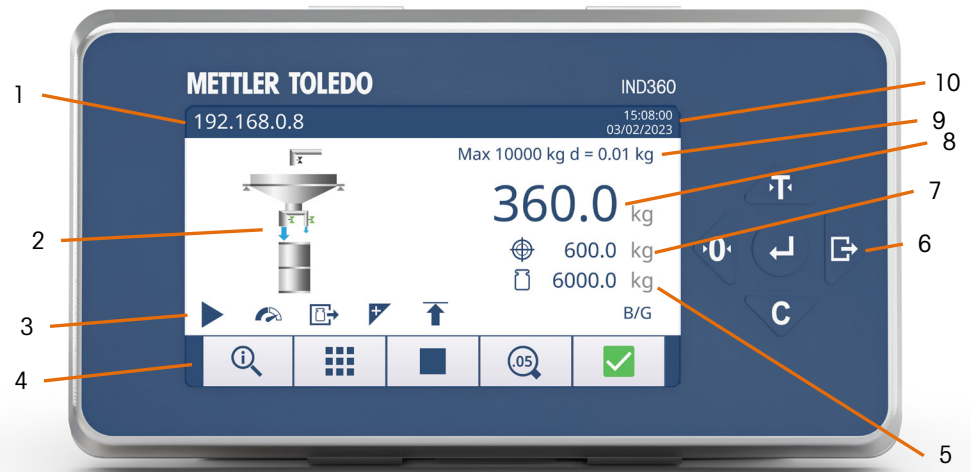 METTLER TOLEDO
IND360
10
1
192.168.0.8
15:08:00
03/02/2023
9
Max 10000 kg d = 0.01 kg
8
360.0 kg
7
T
2
600.0 kg
0
6
6000.0 kg
3
B/G
C
4
.05
5